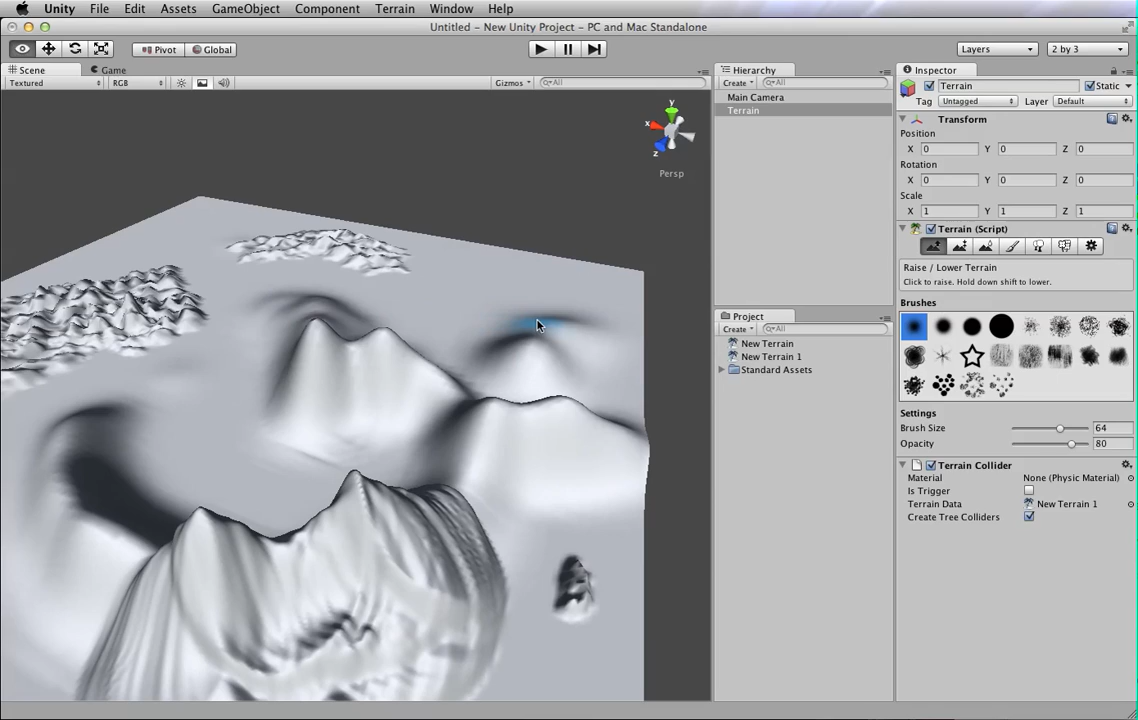 Unity File Edit Assets GameObject Component Terrain Window Help
Untitled - New Unity Project - PC and Mac Standalone
Pivot Global Layers 2 by 3
Scene Game
Textured RGB Gizmos All
y
x
z
Persp
Hierarchy
Create All
Main Camera
Terrain
Project
Create All
New Terrain
New Terrain 1
Standard Assets
Inspector
Terrain Static
Tag Untagged Layer Default
Transform
Position
X 0 Y 0 Z 0
Rotation
X 0 Y 0 Z 0
Scale
X 1 Y 1 Z 1
Terrain (Script)
Raise / Lower Terrain
Click to raise. Hold down shift to lower.
Brushes
Settings
Brush Size 64
Opacity 80
Terrain Collider
Material None (Physic Material)
Is Trigger
Terrain Data New Terrain 1
Create Tree Colliders